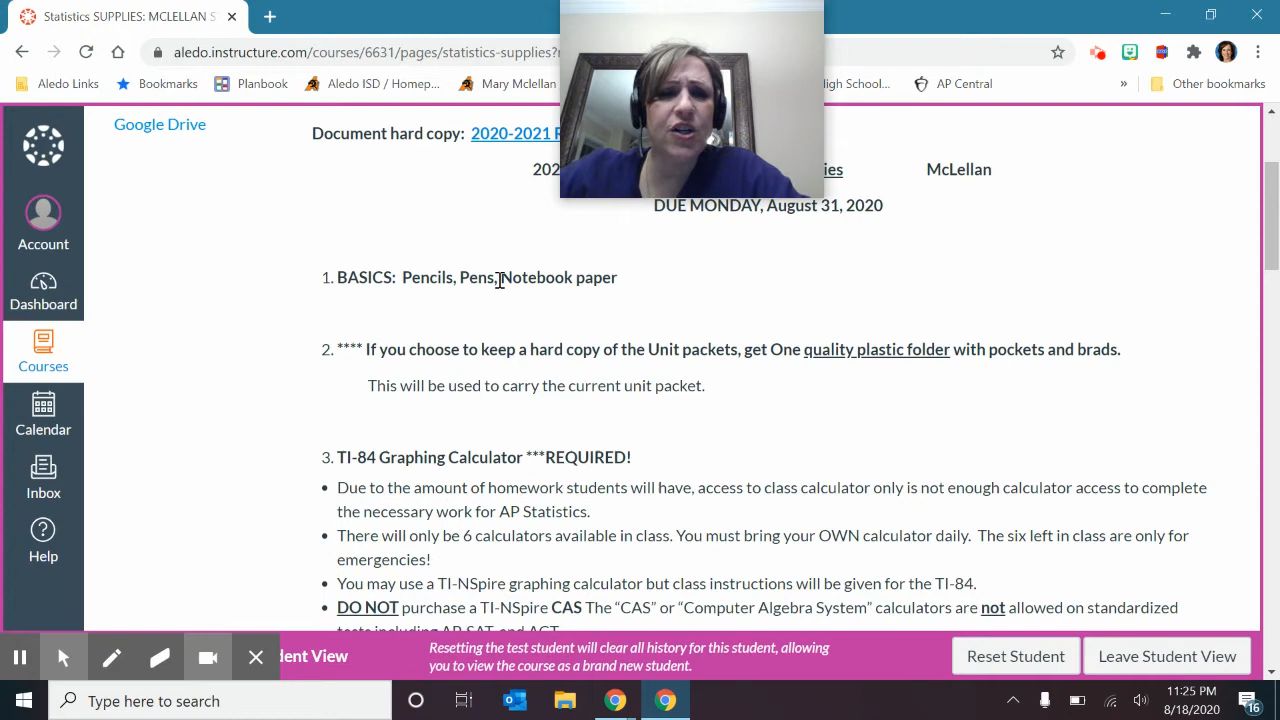 Statistics SUPPLIES: MCLELLAN S
aledo.instructure.com/courses/6631/pages/statistics-supplies?
Aledo Links
Bookmarks
Planbook
Aledo ISD / Homep...
Mary Mclellan
High School...
AP Central
»
Other bookmarks
Google Drive
Document hard copy: 2020-2021
202
ies
McLellan
DUE MONDAY, August 31, 2020
1. BASICS: Pencils, Pens, Notebook paper
2. **** If you choose to keep a hard copy of the Unit packets, get One quality plastic folder with pockets and brads.
This will be used to carry the current unit packet.
3. TI-84 Graphing Calculator ***REQUIRED!
• Due to the amount of homework students will have, access to class calculator only is not enough calculator access to complete
the necessary work for AP Statistics.
• There will only be 6 calculators available in class. You must bring your OWN calculator daily. The six left in class are only for
emergencies!
• You may use a TI-NSpire graphing calculator but class instructions will be given for the TI-84.
• DO NOT purchase a TI-NSpire CAS The “CAS” or “Computer Algebra System” calculators are not allowed on standardized
tests including AP, SAT, and ACT
Account
Dashboard
Courses
Calendar
Inbox
Help
dent View
Resetting the test student will clear all history for this student, allowing
you to view the course as a brand new student.
Reset Student
Leave Student View
Type here to search
11:25 PM
8/18/2020
16